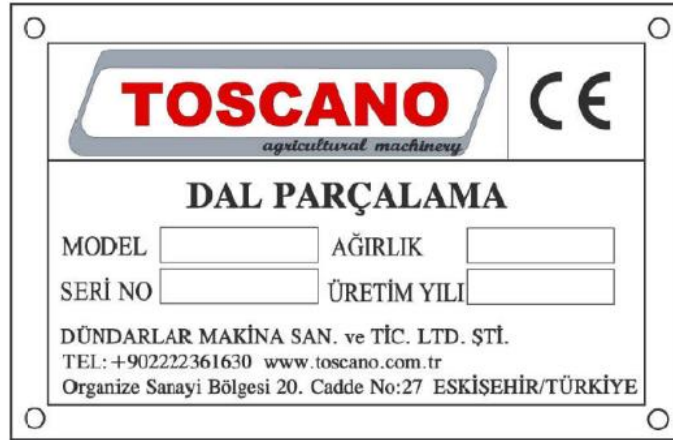 TOSCANO
agricultural machinery
CE
DAL PARÇALAMA
MODEL AĞIRLIK
SERİ NO ÜRETİM YILI
DÜNDARLAR MAKİNA SAN. ve TİC. LTD. ŞTİ.
TEL: +902222361630 www.toscano.com.tr
Organize Sanayi Bölgesi 20. Cadde No:27 ESKİŞEHİR/TÜRKİYE